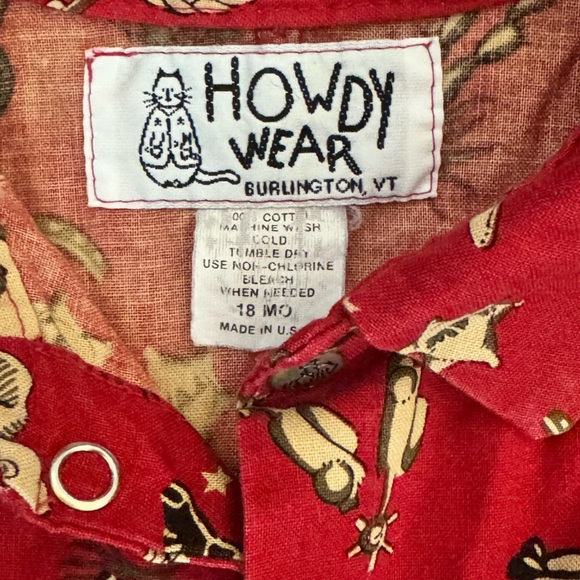 HOWDY
WEAR
BURLINGTON, VT
COTT
MACHINE WASH
COLD
TUMBLE DRY
USE NON-CHLORINE
BLEACH
WHEN NEEDED
18 MO
MADE IN U.S.